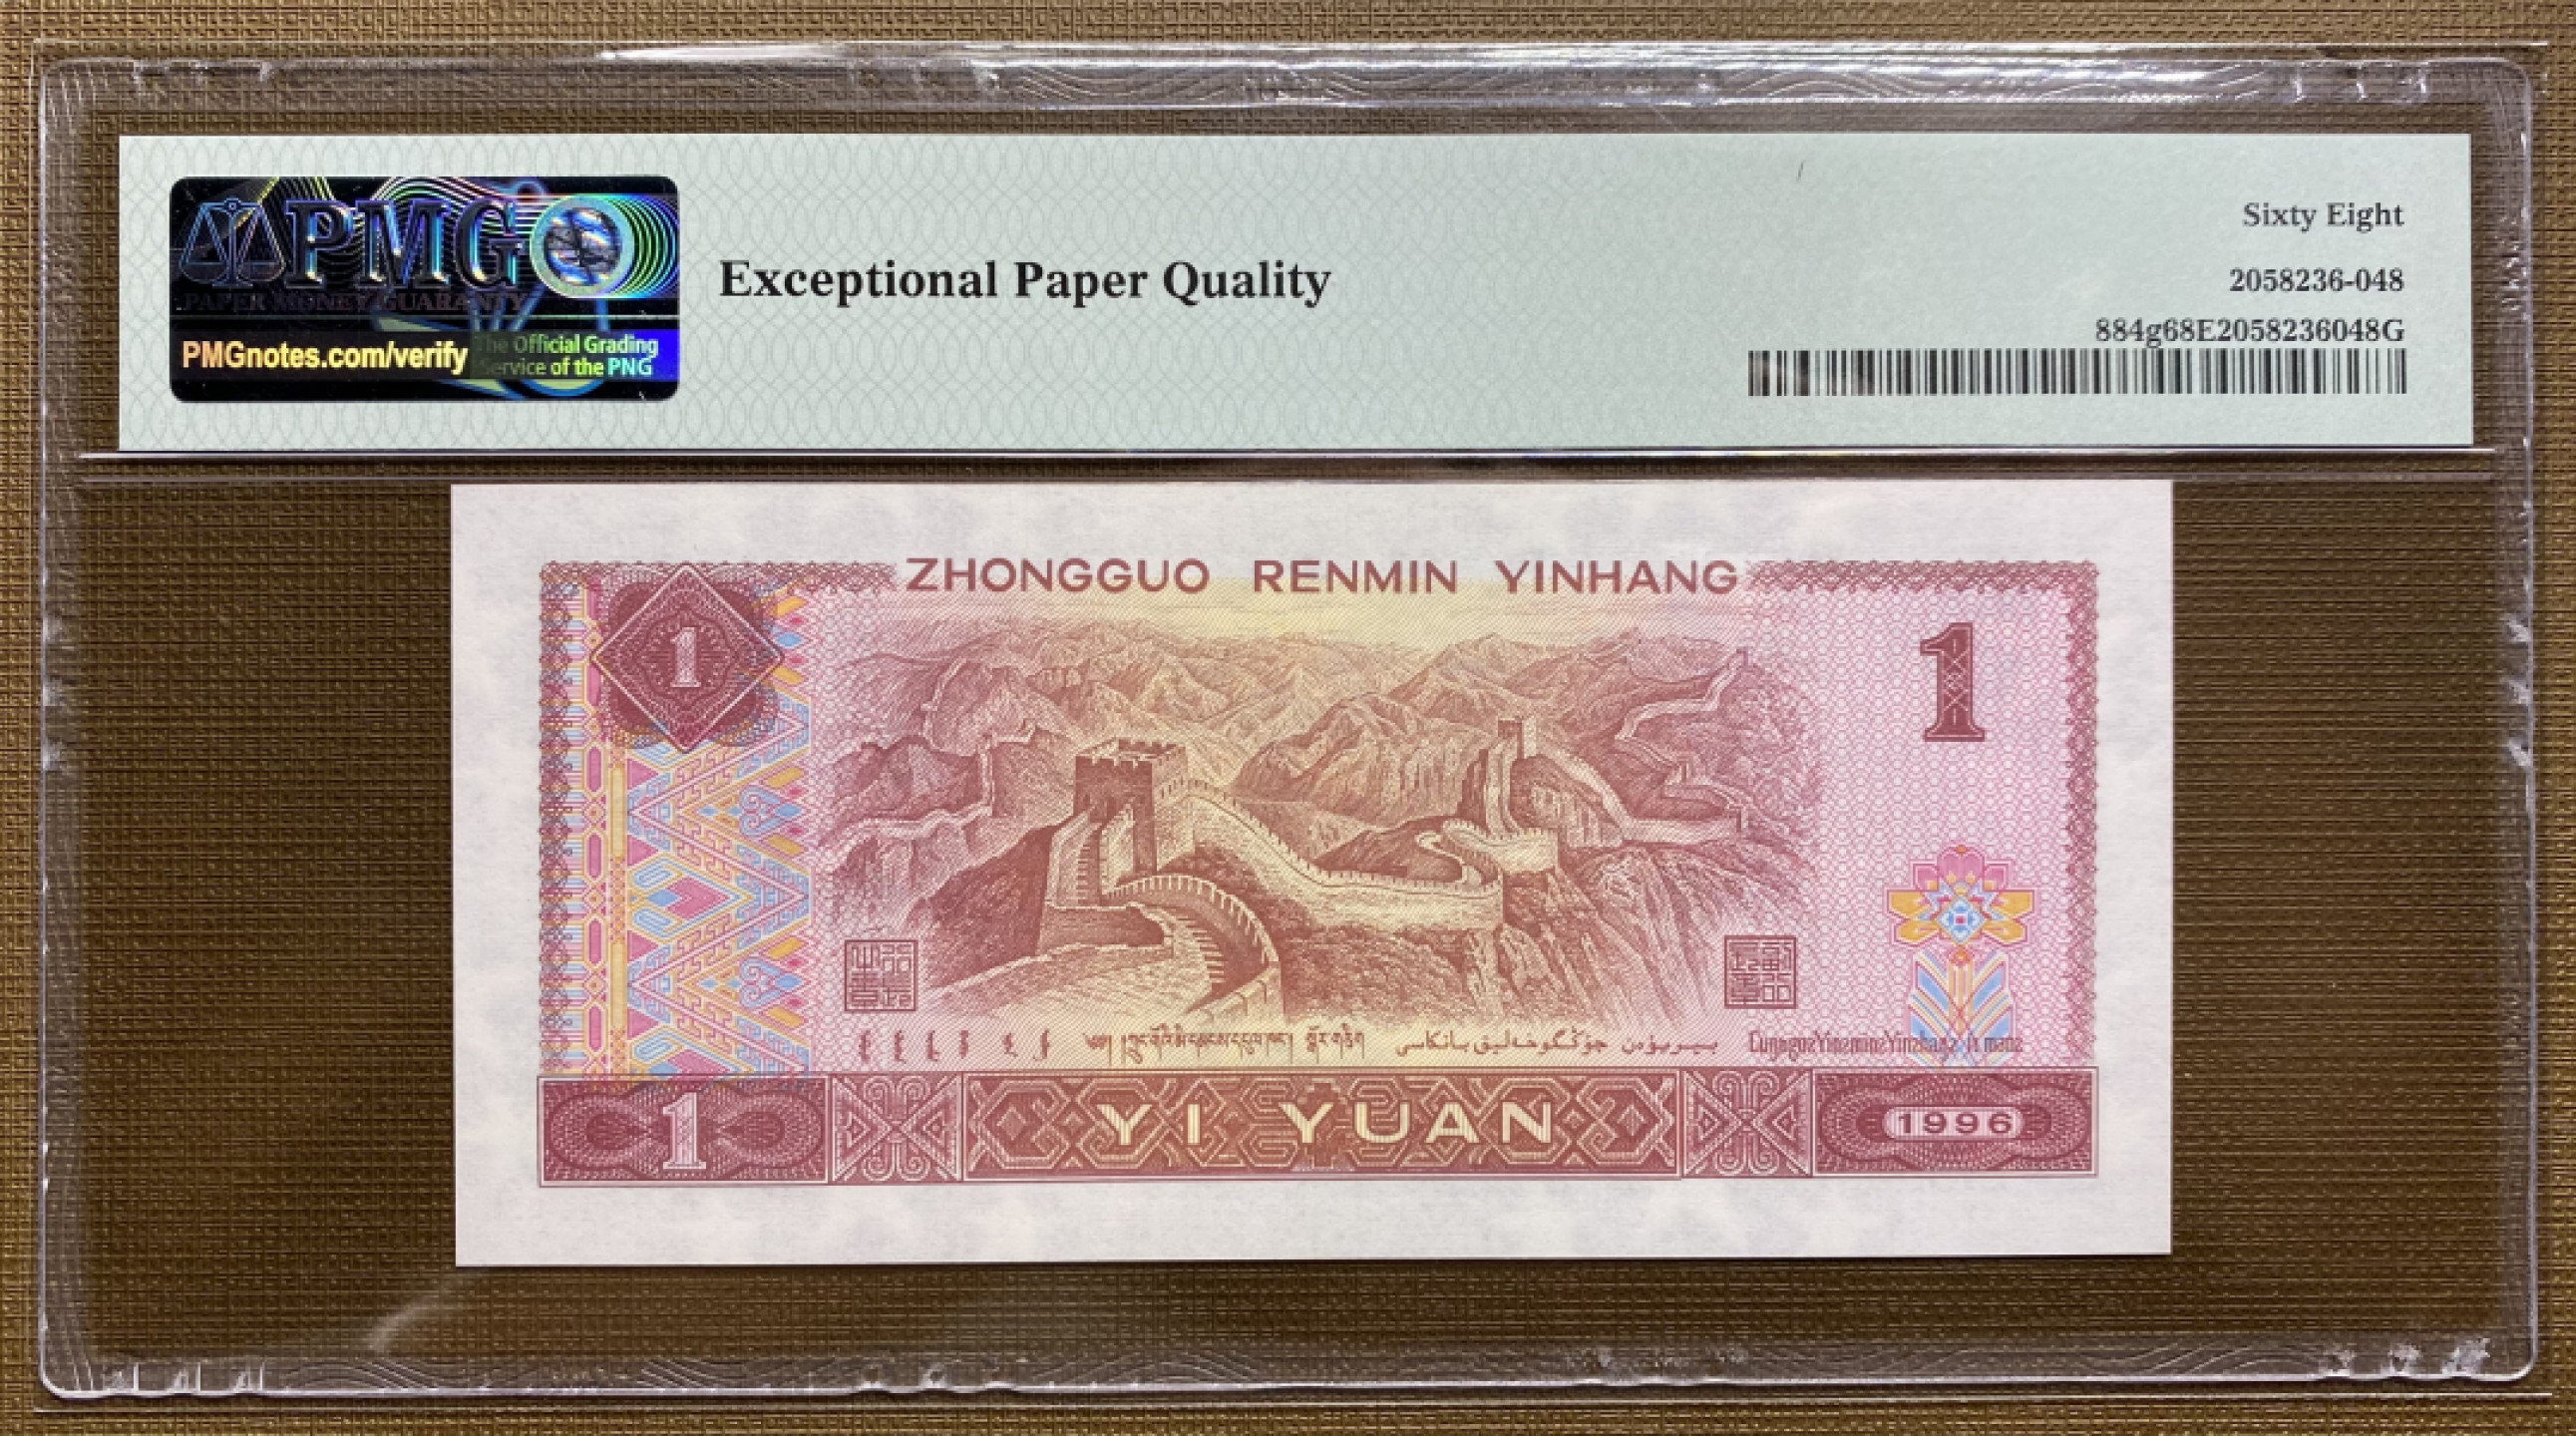 PMG
PAPER MONEY GUARANTY
PMGnotes.com/verify
The Official Grading
Service of the PNG
Exceptional Paper Quality
Sixty Eight
2058236-048
884g68E2058236048G
ZHONGGUO RENMIN YINHANG
1
1
1
YI YUAN
1996